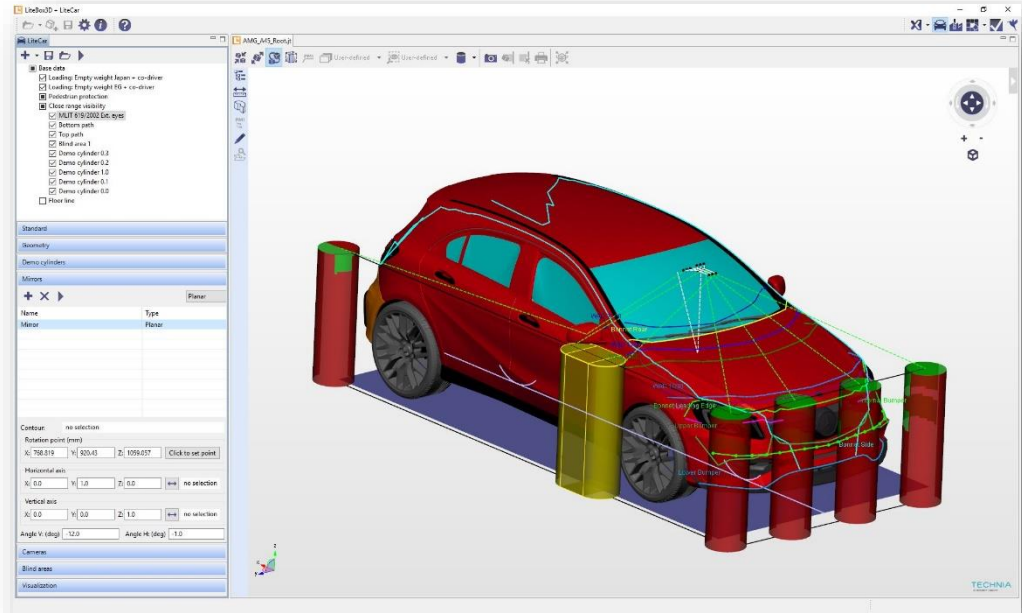 LiteBox3D + LiteCar
LiteCar
AMG_A45_Root.jt
User-defined
User-defined
Base data
Loading: Empty weight Japan + co-driver
Loading: Empty weight EG + co-driver
Pedestrian protection
Close range visibility
MLIT 619/2002 Ext. eyes
Bottom path
Top path
Blind area 1
Demo cylinder 0.3
Demo cylinder 0.2
Demo cylinder 1.0
Demo cylinder 0.1
Demo cylinder 0.0
Floor line
Standard
Geometry
Demo cylinders
Mirrors
Planar
Name Type
Mirror Planar
Contour: no selection
Rotation point (mm)
X: 768.819 Y: 920.43 Z: 1059.057 Click to set point
Horizontal axis
X: 0.0 Y: 1.0 Z: 0.0 no selection
Vertical axis
X: 0.0 Y: 0.0 Z: 1.0 no selection
Angle V: (deg) -12.0 Angle H: (deg) -1.0
Cameras
Blind areas
Visualization
Bonnet Rear
Bonnet Leading Edge
Upper Bumper
Bonnet Side
Lower Bumper
z
x
y
TECHNIA